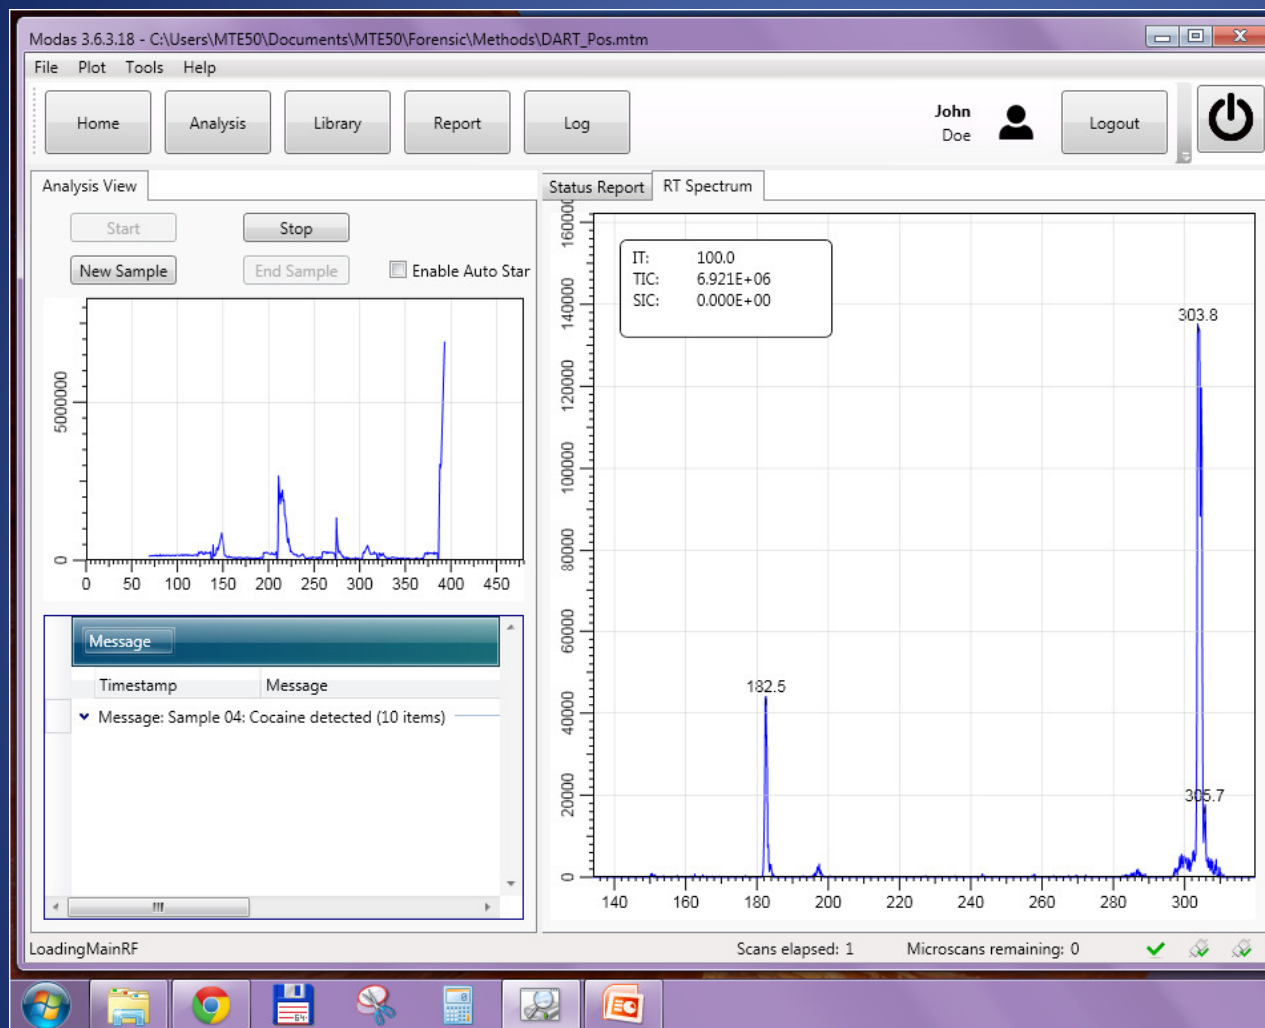 Modas 3.6.3.18 - C:\Users\MTE50\Documents\MTE50\Forensic\Methods\DART_Pos.mtm
File Plot Tools Help
Home Analysis Library Report Log John Doe Logout
Analysis View
Start Stop
New Sample End Sample Enable Auto Star
5000000
0
0 50 100 150 200 250 300 350 400 450
Message
Timestamp Message
Message: Sample 04: Cocaine detected (10 items)
Status Report RT Spectrum
IT: 100.0
TIC: 6.921E+06
SIC: 0.000E+00
160000
140000
120000
100000
80000
60000
40000
20000
0
303.8
182.5
305.7
140 160 180 200 220 240 260 280 300
LoadingMainRF Scans elapsed: 1 Microscans remaining: 0